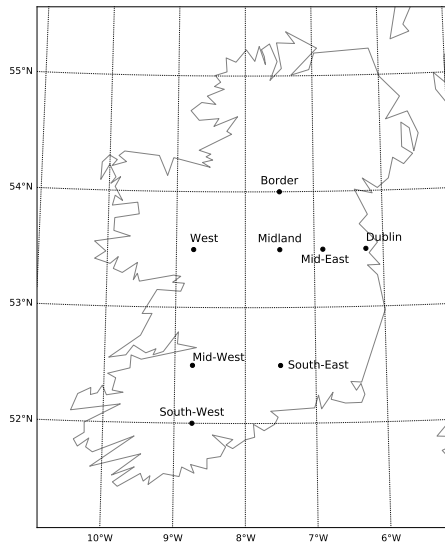 55°N
54°N
Border
West
Midland
Dublin
Mid-East
53°N
Mid-West
South-East
South-West
52°N
10°W
9°W
8°W
7°W
6°W